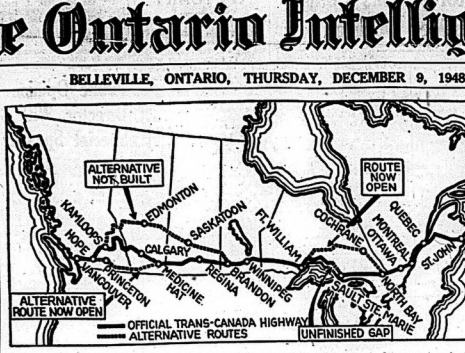 e Ontario Intellig
BELLEVILLE, ONTARIO, THURSDAY, DECEMBER 9, 1948
ALTERNATIVE
NOT BUILT
ROUTE
NOW
OPEN
EDMONTON
SASKATOON
KAMLOOPS
HOPE
VANCOUVER
PRINCETON
CALGARY
MEDICINE
HAT
REGINA
BRANDON
WINNIPEG
FT. WILLIAM
COCHRANE
SAULT STE. MARIE
NORTH BAY
OTTAWA
MONTREAL
QUEBEC
ST. JOHN
ALTERNATIVE
ROUTE NOW OPEN
OFFICIAL TRANS-CANADA HIGHWAY
ALTERNATIVE ROUTES
UNFINISHED GAP